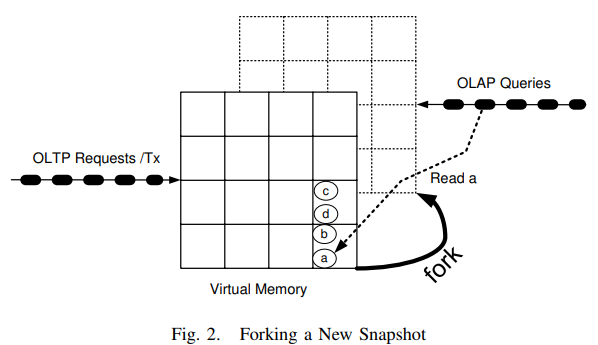 OLAP Queries
OLTP Requests /Tx
Read a
c
d
b
a
fork
Virtual Memory
Fig. 2. Forking a New Snapshot